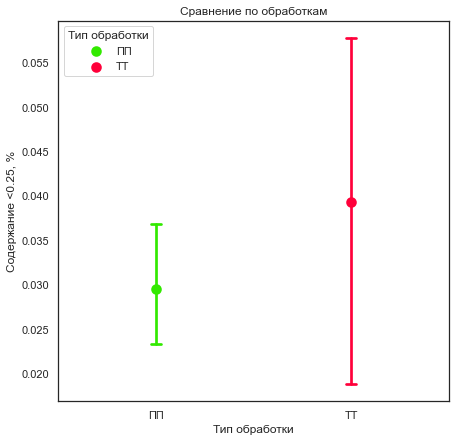 Сравнение по обработкам
Тип обработки
ПП
ТТ
Содержание <0.25, %
0.055
0.050
0.045
0.040
0.035
0.030
0.025
0.020
ПП
ТТ
Тип обработки